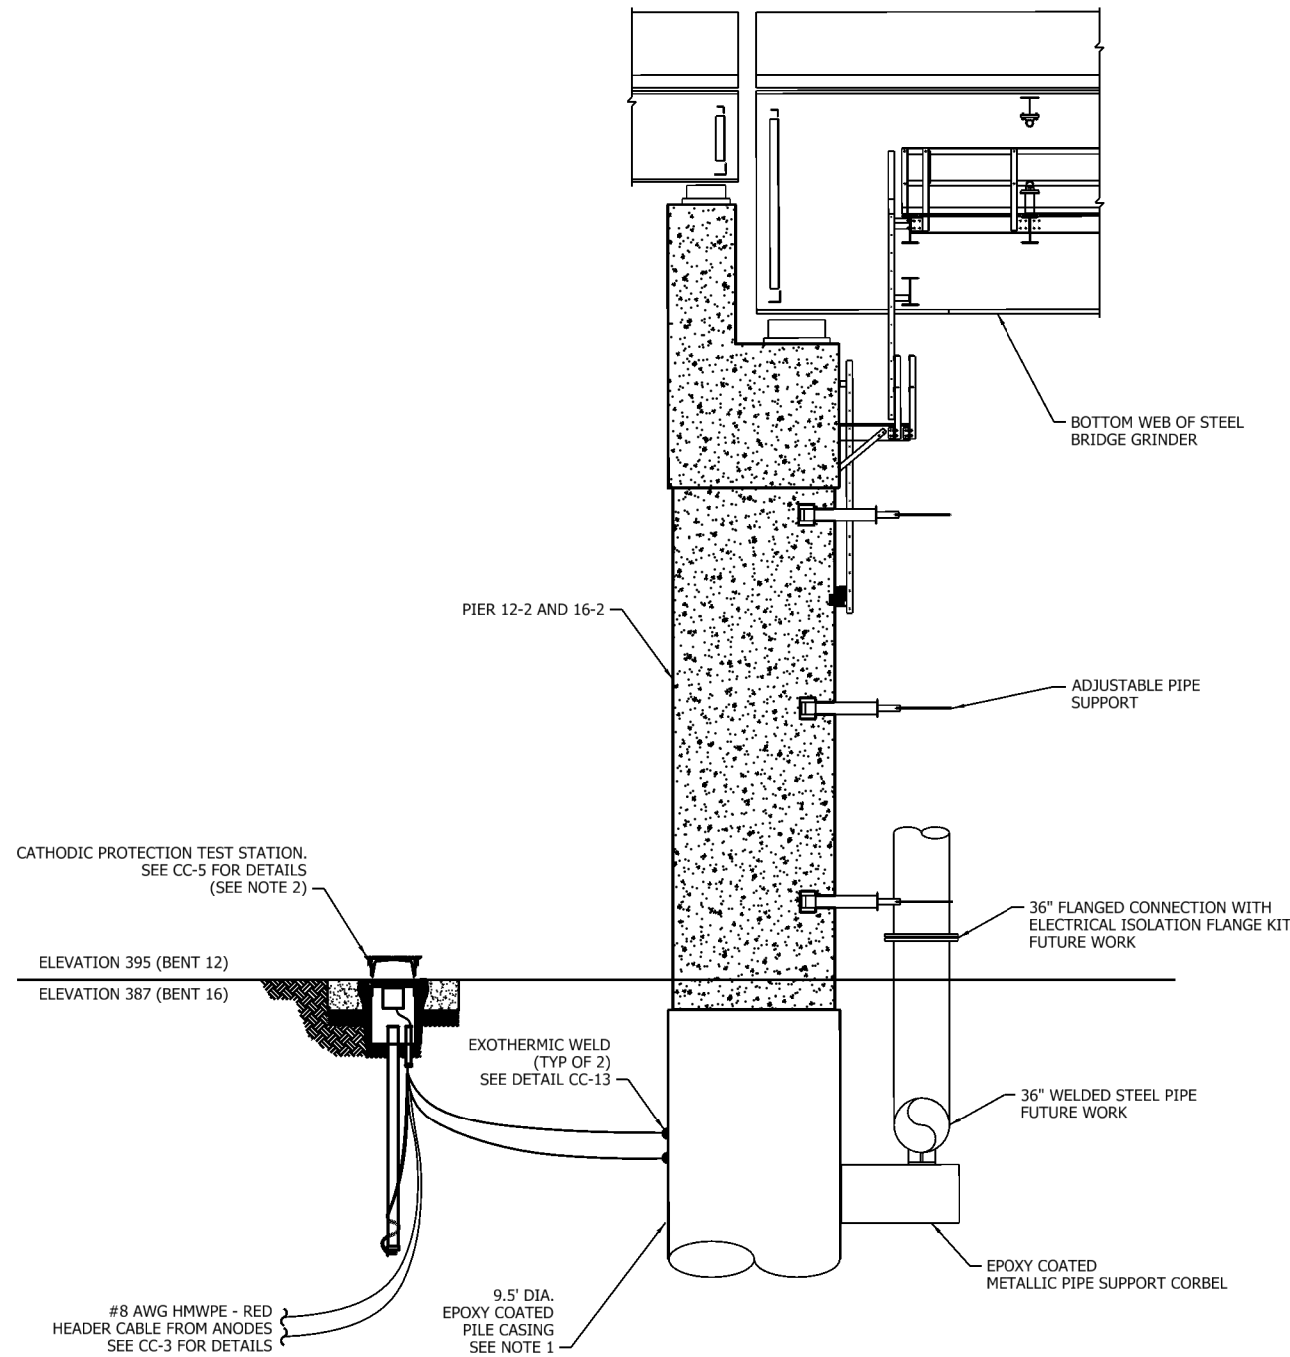 BOTTOM WEB OF STEEL
BRIDGE GRINDER
PIER 12-2 AND 16-2
ADJUSTABLE PIPE
SUPPORT
CATHODIC PROTECTION TEST STATION.
SEE CC-5 FOR DETAILS
(SEE NOTE 2)
36" FLANGED CONNECTION WITH
ELECTRICAL ISOLATION FLANGE KIT
FUTURE WORK
ELEVATION 395 (BENT 12)
ELEVATION 387 (BENT 16)
EXOTHERMIC WELD
(TYP OF 2)
SEE DETAIL CC-13
36" WELDED STEEL PIPE
FUTURE WORK
EPOXY COATED
METALLIC PIPE SUPPORT CORBEL
9.5' DIA.
EPOXY COATED
PILE CASING
SEE NOTE 1
#8 AWG HMWPE - RED
HEADER CABLE FROM ANODES
SEE CC-3 FOR DETAILS